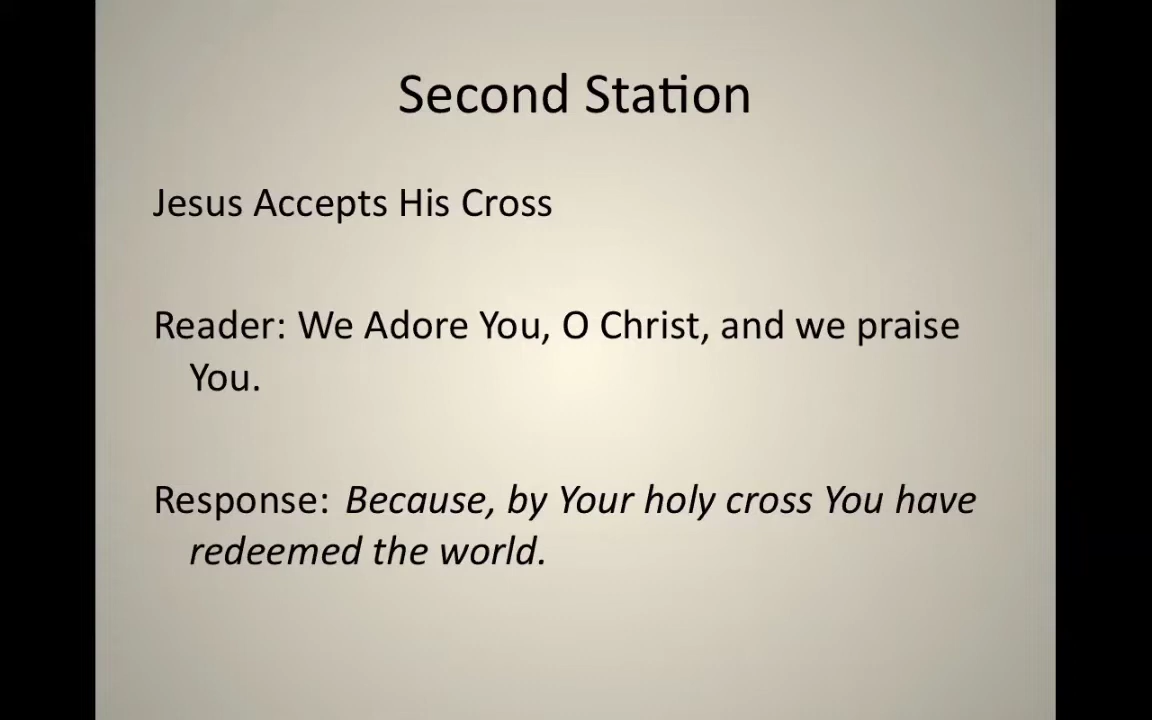 Second Station
Jesus Accepts His Cross
Reader: We Adore You, O Christ, and we praise
You.
Response: Because, by Your holy cross You have
redeemed the world.